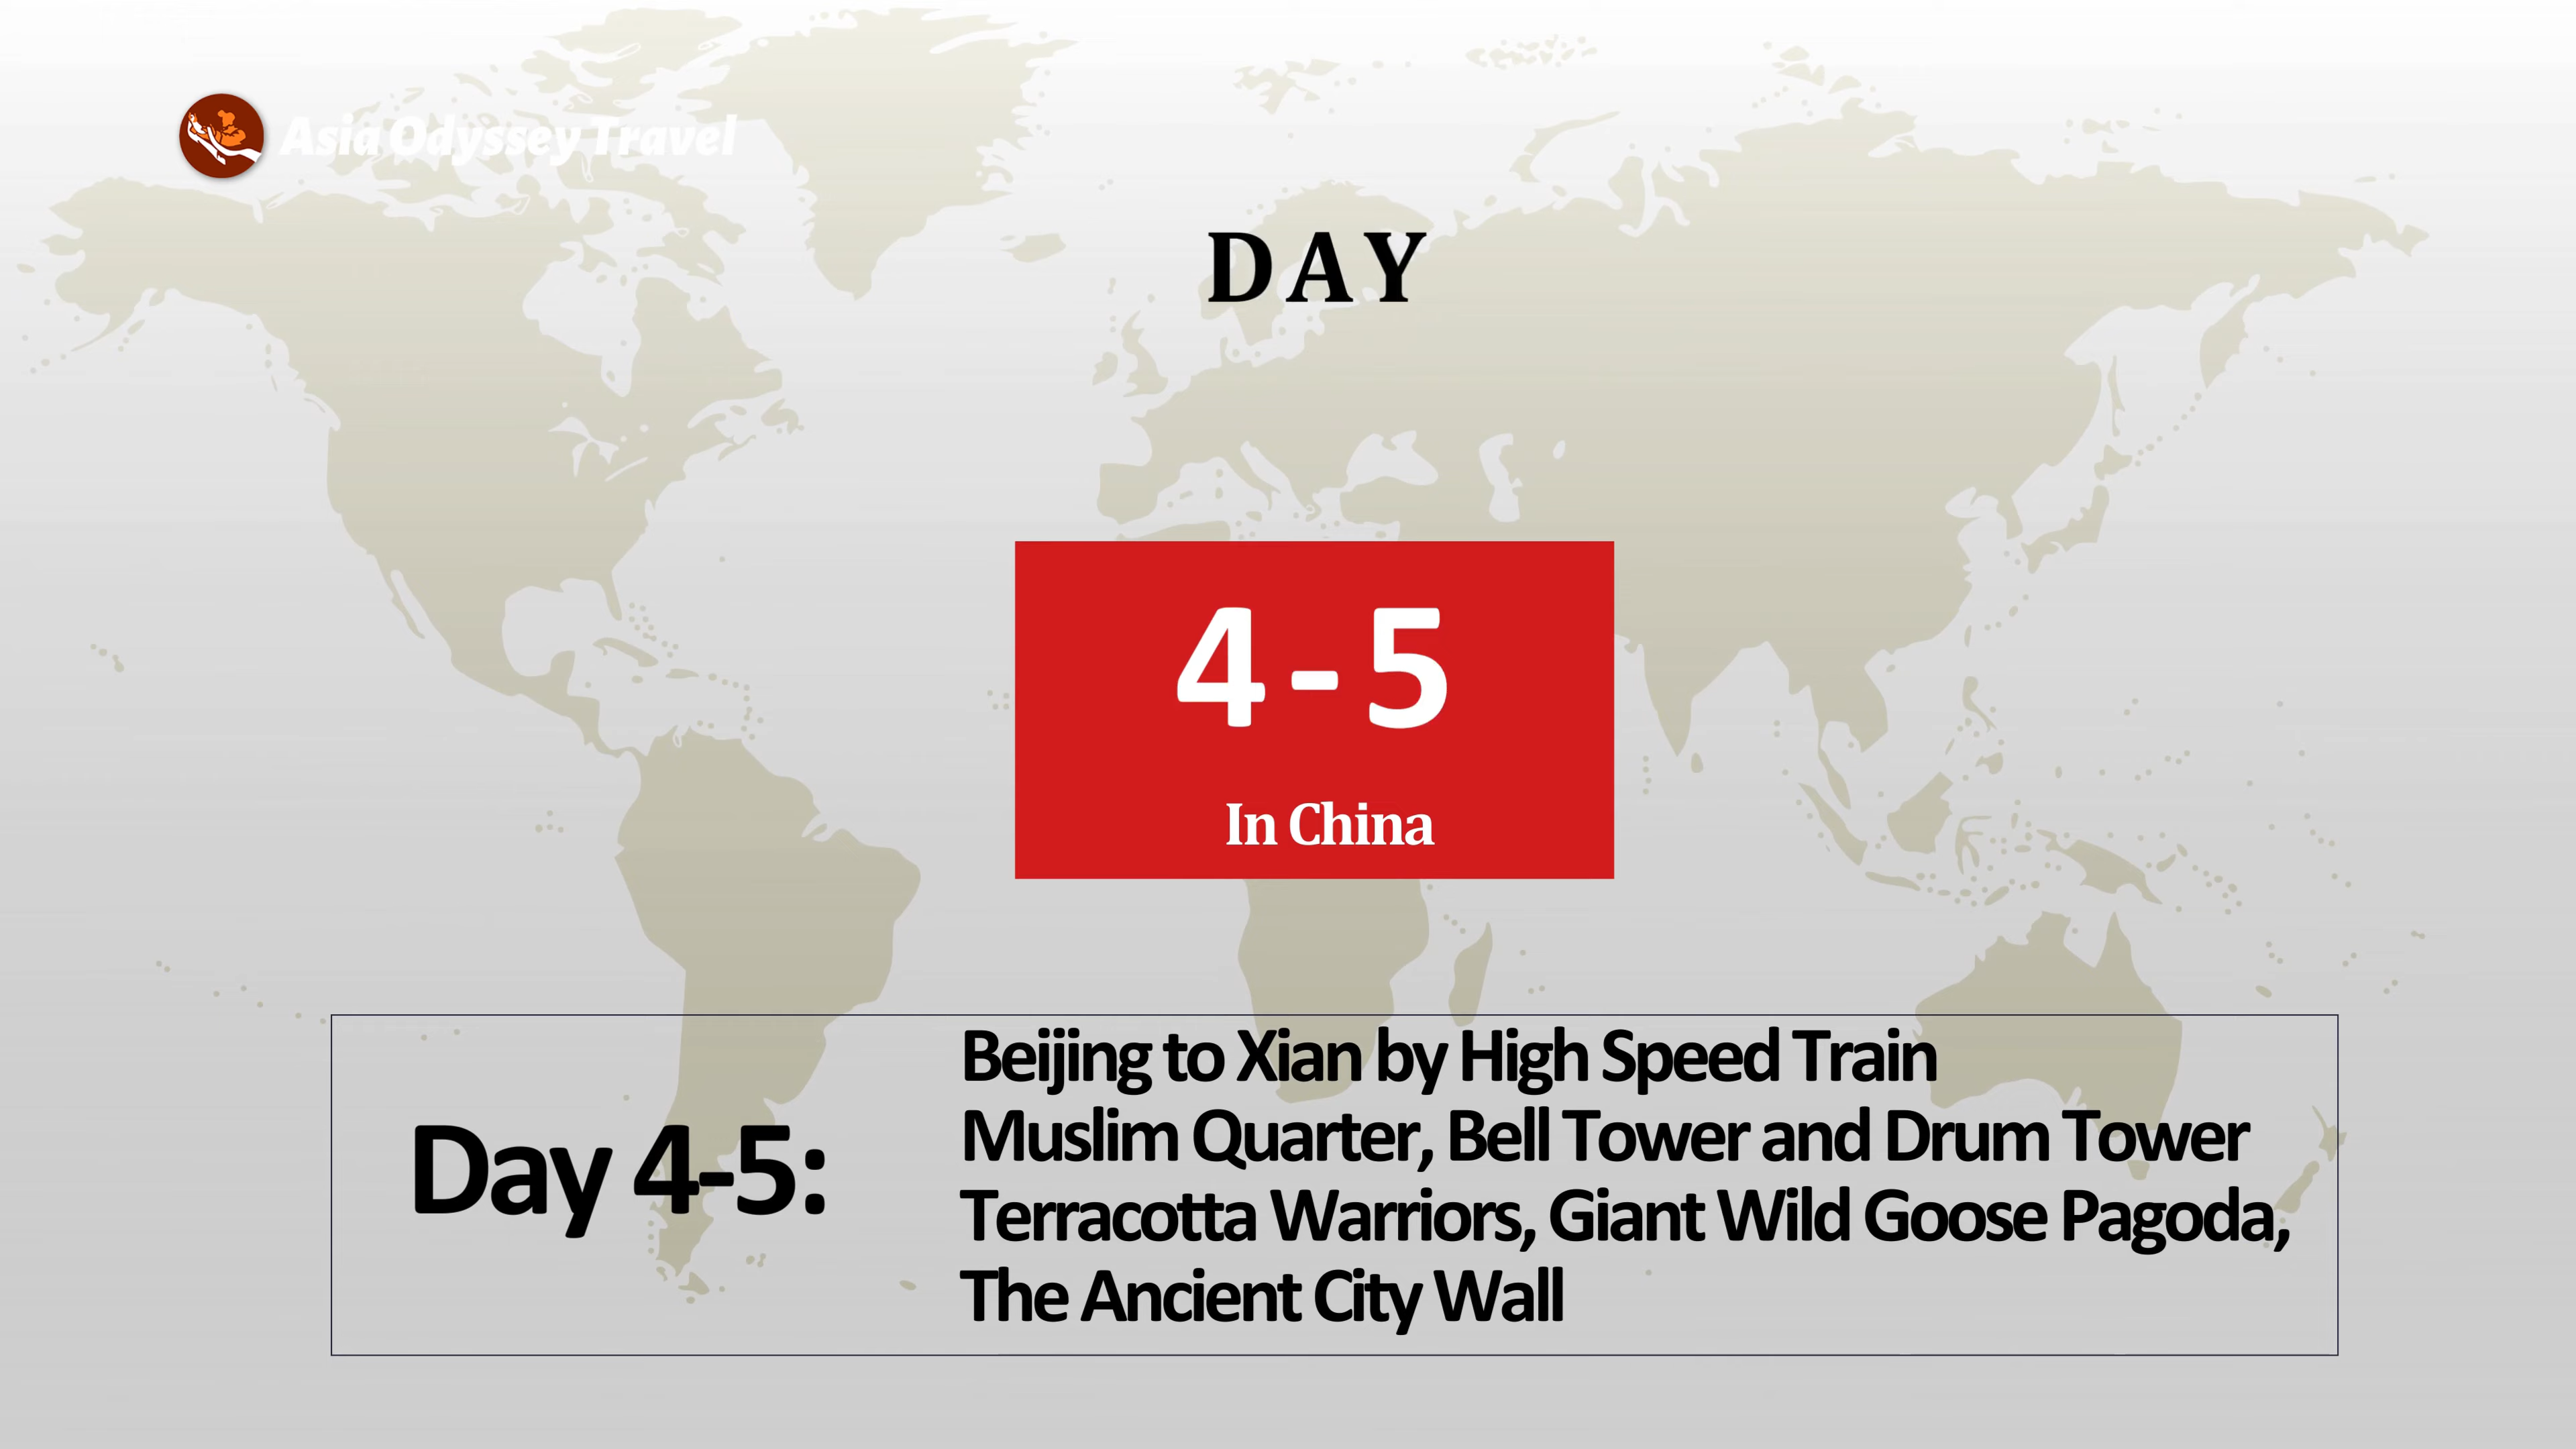 Asia Odyssey Travel
DAY
4-5
In China
Day 4-5:
Beijing to Xian by High Speed Train
Muslim Quarter, Bell Tower and Drum Tower
Terracotta Warriors, Giant Wild Goose Pagoda,
The Ancient City Wall